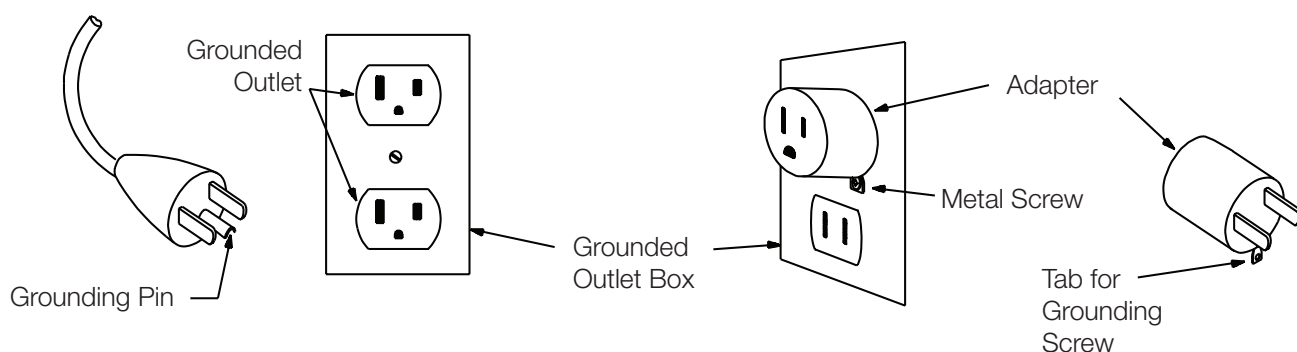 Grounded
Outlet
Grounding Pin
Grounded
Outlet Box
Adapter
Metal Screw
Tab for
Grounding
Screw